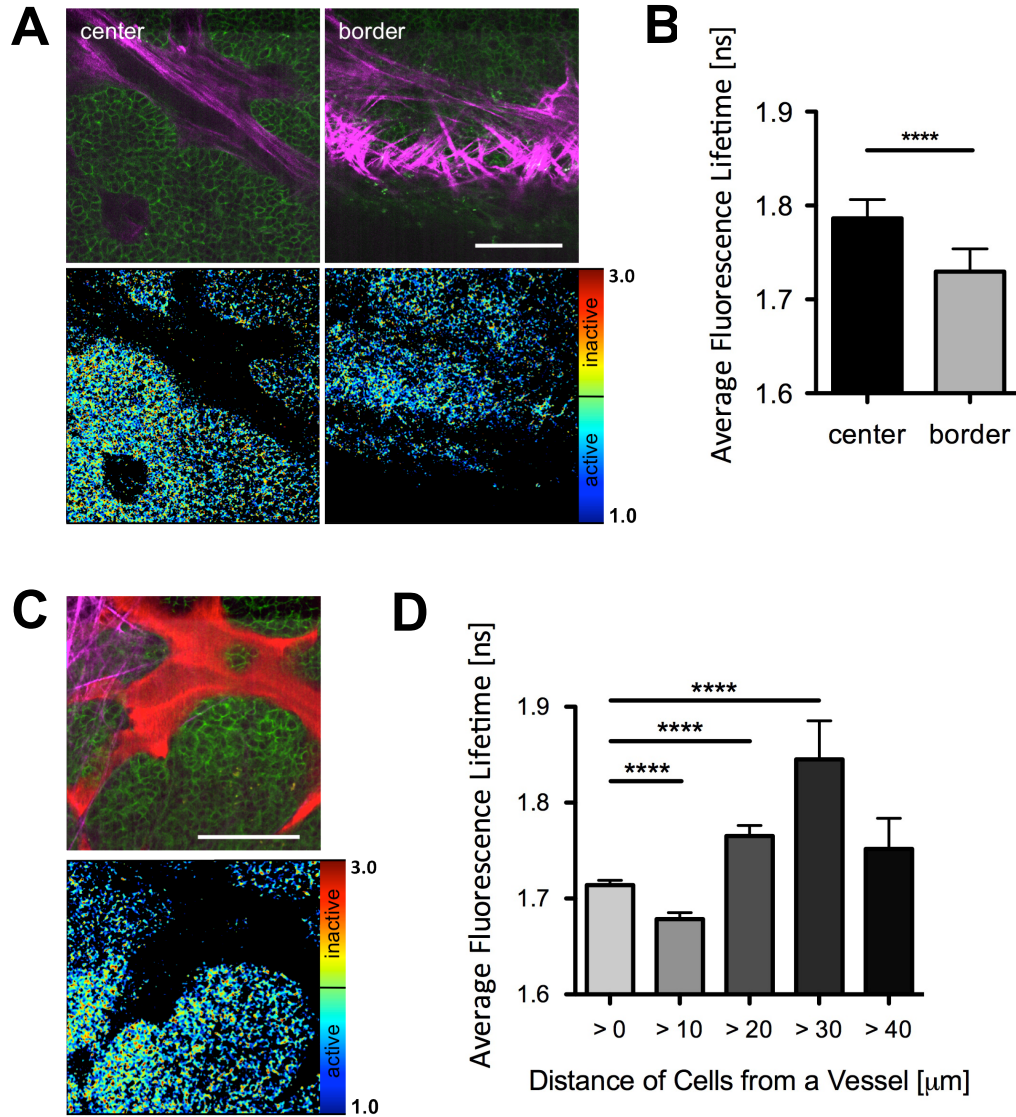 A
center
border
3.0
inactive
active
1.0
B
Average Fluorescence Lifetime [ns]
1.9
1.8
1.7
1.6
****
center
border
C
3.0
inactive
active
1.0
D
Average Fluorescence Lifetime [ns]
1.9
1.8
1.7
1.6
****
****
****
> 0
> 10
> 20
> 30
> 40
Distance of Cells from a Vessel [μm]